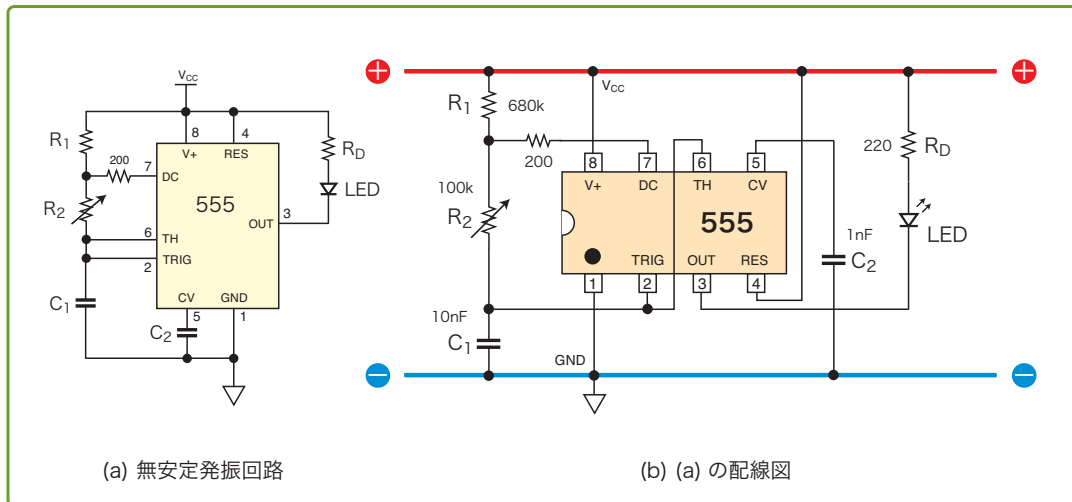 Vcc
R1
200
R2
C1
8
4
V+
RES
7
DC
555
OUT
3
6
TH
TRIG
2
CV
GND
5
1
C2
RD
LED
(a) 無安定発振回路
+
+
Vcc
R1
680k
200
100k
R2
10nF
C1
8
7
6
5
V+
DC
TH
CV
555
TRIG
OUT
RES
1
2
3
4
GND
1nF
C2
220
RD
LED
−
−
(b) (a) の配線図